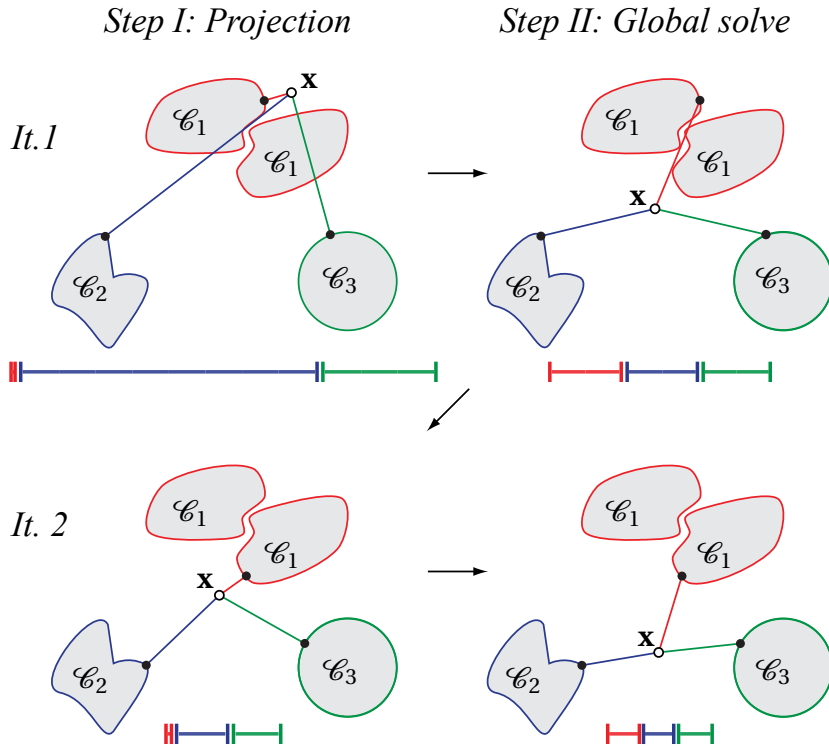 Step I: Projection
Step II: Global solve
It.1
x
𝒞1
𝒞1
𝒞2
𝒞3
𝒞1
𝒞1
x
𝒞2
𝒞3
It. 2
𝒞1
𝒞1
x
𝒞2
𝒞3
𝒞1
𝒞1
x
𝒞2
𝒞3